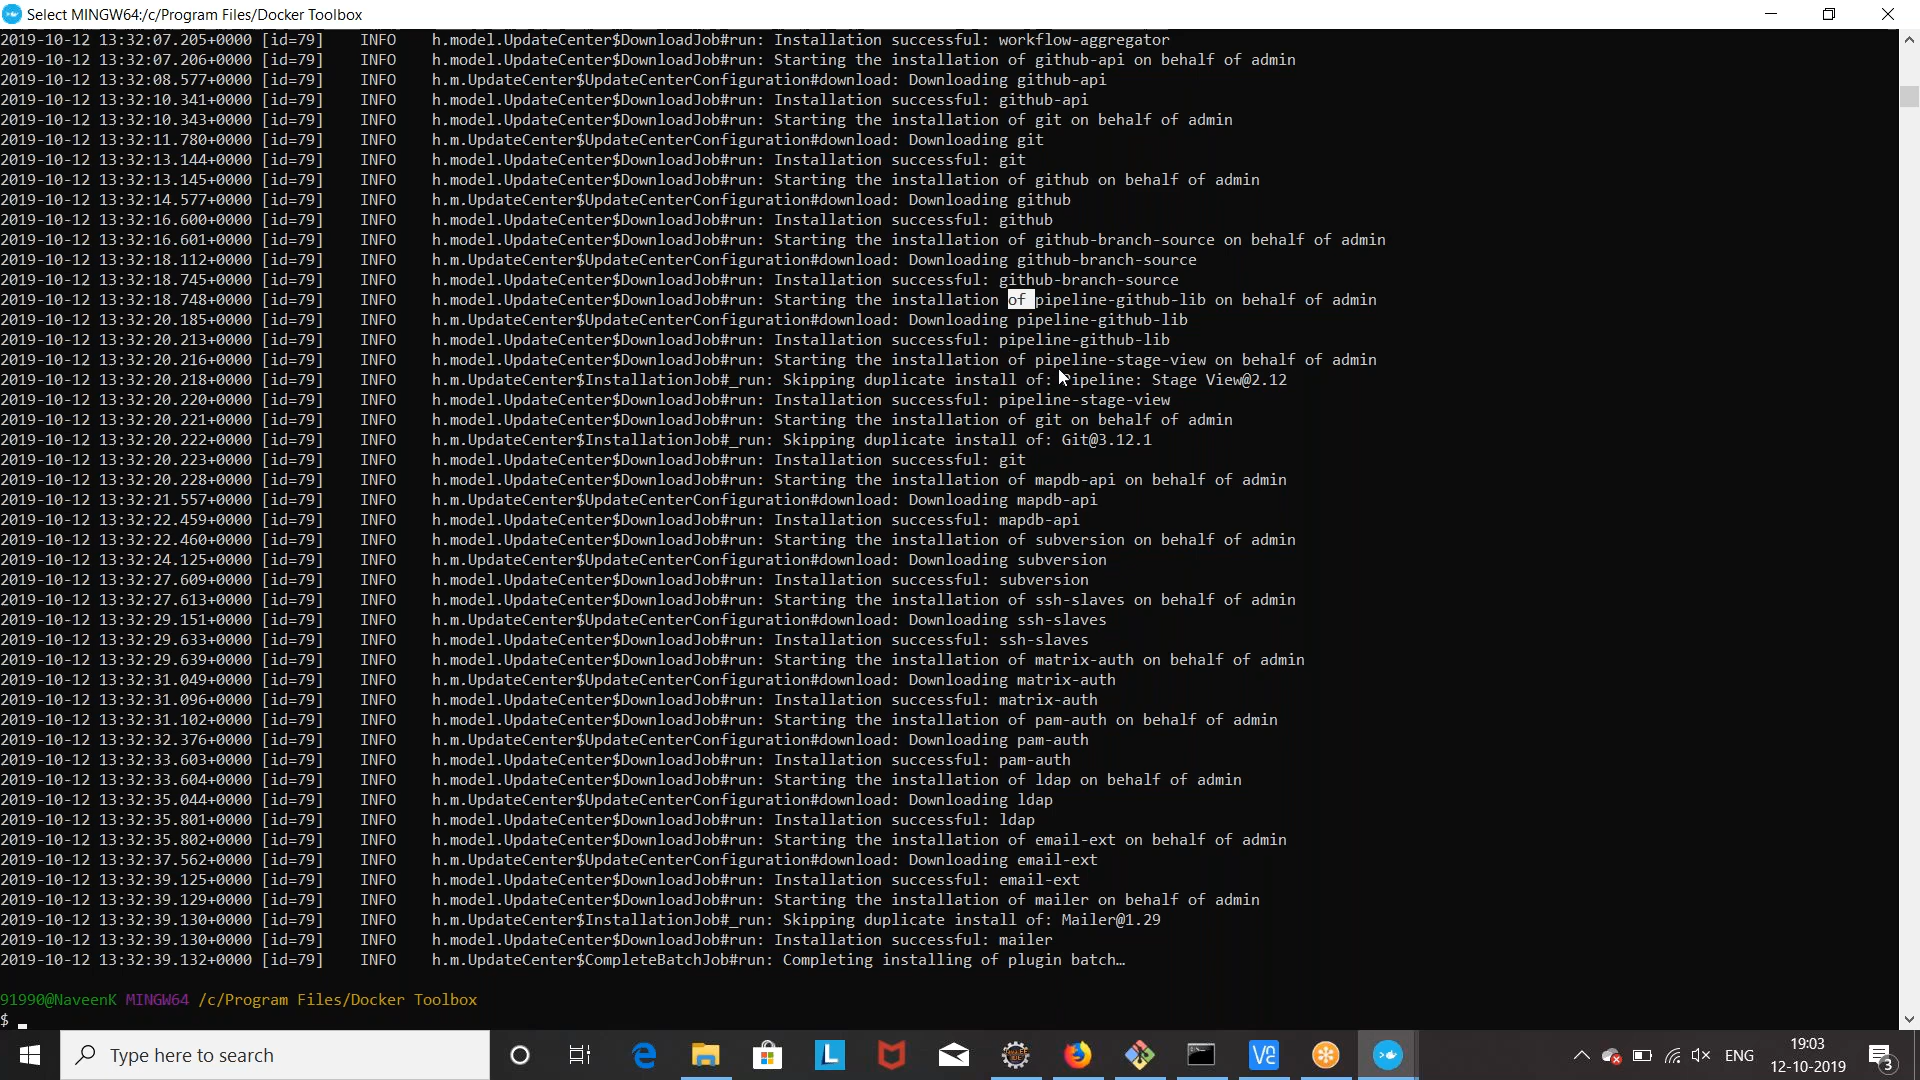 Select MINGW64:/c/Program Files/Docker Toolbox
2019-10-12 13:32:07.205+0000 [id=79] INFO h.model.UpdateCenter$DownloadJob#run: Installation successful: workflow-aggregator
2019-10-12 13:32:07.206+0000 [id=79] INFO h.model.UpdateCenter$DownloadJob#run: Starting the installation of github-api on behalf of admin
2019-10-12 13:32:08.577+0000 [id=79] INFO h.m.UpdateCenter$UpdateCenterConfiguration#download: Downloading github-api
2019-10-12 13:32:10.341+0000 [id=79] INFO h.model.UpdateCenter$DownloadJob#run: Installation successful: github-api
2019-10-12 13:32:10.343+0000 [id=79] INFO h.model.UpdateCenter$DownloadJob#run: Starting the installation of git on behalf of admin
2019-10-12 13:32:11.780+0000 [id=79] INFO h.m.UpdateCenter$UpdateCenterConfiguration#download: Downloading git
2019-10-12 13:32:13.144+0000 [id=79] INFO h.model.UpdateCenter$DownloadJob#run: Installation successful: git
2019-10-12 13:32:13.145+0000 [id=79] INFO h.model.UpdateCenter$DownloadJob#run: Starting the installation of github on behalf of admin
2019-10-12 13:32:14.577+0000 [id=79] INFO h.m.UpdateCenter$UpdateCenterConfiguration#download: Downloading github
2019-10-12 13:32:16.600+0000 [id=79] INFO h.model.UpdateCenter$DownloadJob#run: Installation successful: github
2019-10-12 13:32:16.601+0000 [id=79] INFO h.model.UpdateCenter$DownloadJob#run: Starting the installation of github-branch-source on behalf of admin
2019-10-12 13:32:18.112+0000 [id=79] INFO h.m.UpdateCenter$UpdateCenterConfiguration#download: Downloading github-branch-source
2019-10-12 13:32:18.745+0000 [id=79] INFO h.model.UpdateCenter$DownloadJob#run: Installation successful: github-branch-source
2019-10-12 13:32:18.748+0000 [id=79] INFO h.model.UpdateCenter$DownloadJob#run: Starting the installation of pipeline-github-lib on behalf of admin
2019-10-12 13:32:20.185+0000 [id=79] INFO h.m.UpdateCenter$UpdateCenterConfiguration#download: Downloading pipeline-github-lib
2019-10-12 13:32:20.213+0000 [id=79] INFO h.model.UpdateCenter$DownloadJob#run: Installation successful: pipeline-github-lib
2019-10-12 13:32:20.216+0000 [id=79] INFO h.model.UpdateCenter$DownloadJob#run: Starting the installation of pipeline-stage-view on behalf of admin
2019-10-12 13:32:20.218+0000 [id=79] INFO h.m.UpdateCenter$InstallationJob#_run: Skipping duplicate install of: Pipeline: Stage View@2.12
2019-10-12 13:32:20.220+0000 [id=79] INFO h.model.UpdateCenter$DownloadJob#run: Installation successful: pipeline-stage-view
2019-10-12 13:32:20.221+0000 [id=79] INFO h.model.UpdateCenter$DownloadJob#run: Starting the installation of git on behalf of admin
2019-10-12 13:32:20.222+0000 [id=79] INFO h.m.UpdateCenter$InstallationJob#_run: Skipping duplicate install of: Git@3.12.1
2019-10-12 13:32:20.223+0000 [id=79] INFO h.model.UpdateCenter$DownloadJob#run: Installation successful: git
2019-10-12 13:32:20.228+0000 [id=79] INFO h.model.UpdateCenter$DownloadJob#run: Starting the installation of mapdb-api on behalf of admin
2019-10-12 13:32:21.557+0000 [id=79] INFO h.m.UpdateCenter$UpdateCenterConfiguration#download: Downloading mapdb-api
2019-10-12 13:32:22.459+0000 [id=79] INFO h.model.UpdateCenter$DownloadJob#run: Installation successful: mapdb-api
2019-10-12 13:32:22.460+0000 [id=79] INFO h.model.UpdateCenter$DownloadJob#run: Starting the installation of subversion on behalf of admin
2019-10-12 13:32:24.125+0000 [id=79] INFO h.m.UpdateCenter$UpdateCenterConfiguration#download: Downloading subversion
2019-10-12 13:32:27.609+0000 [id=79] INFO h.model.UpdateCenter$DownloadJob#run: Installation successful: subversion
2019-10-12 13:32:27.613+0000 [id=79] INFO h.model.UpdateCenter$DownloadJob#run: Starting the installation of ssh-slaves on behalf of admin
2019-10-12 13:32:29.151+0000 [id=79] INFO h.m.UpdateCenter$UpdateCenterConfiguration#download: Downloading ssh-slaves
2019-10-12 13:32:29.633+0000 [id=79] INFO h.model.UpdateCenter$DownloadJob#run: Installation successful: ssh-slaves
2019-10-12 13:32:29.639+0000 [id=79] INFO h.model.UpdateCenter$DownloadJob#run: Starting the installation of matrix-auth on behalf of admin
2019-10-12 13:32:31.049+0000 [id=79] INFO h.m.UpdateCenter$UpdateCenterConfiguration#download: Downloading matrix-auth
2019-10-12 13:32:31.096+0000 [id=79] INFO h.model.UpdateCenter$DownloadJob#run: Installation successful: matrix-auth
2019-10-12 13:32:31.102+0000 [id=79] INFO h.model.UpdateCenter$DownloadJob#run: Starting the installation of pam-auth on behalf of admin
2019-10-12 13:32:32.376+0000 [id=79] INFO h.m.UpdateCenter$UpdateCenterConfiguration#download: Downloading pam-auth
2019-10-12 13:32:33.603+0000 [id=79] INFO h.model.UpdateCenter$DownloadJob#run: Installation successful: pam-auth
2019-10-12 13:32:33.604+0000 [id=79] INFO h.model.UpdateCenter$DownloadJob#run: Starting the installation of ldap on behalf of admin
2019-10-12 13:32:35.044+0000 [id=79] INFO h.m.UpdateCenter$UpdateCenterConfiguration#download: Downloading ldap
2019-10-12 13:32:35.801+0000 [id=79] INFO h.model.UpdateCenter$DownloadJob#run: Installation successful: ldap
2019-10-12 13:32:35.802+0000 [id=79] INFO h.model.UpdateCenter$DownloadJob#run: Starting the installation of email-ext on behalf of admin
2019-10-12 13:32:37.562+0000 [id=79] INFO h.m.UpdateCenter$UpdateCenterConfiguration#download: Downloading email-ext
2019-10-12 13:32:39.125+0000 [id=79] INFO h.model.UpdateCenter$DownloadJob#run: Installation successful: email-ext
2019-10-12 13:32:39.129+0000 [id=79] INFO h.model.UpdateCenter$DownloadJob#run: Starting the installation of mailer on behalf of admin
2019-10-12 13:32:39.130+0000 [id=79] INFO h.m.UpdateCenter$InstallationJob#_run: Skipping duplicate install of: Mailer@1.29
2019-10-12 13:32:39.130+0000 [id=79] INFO h.model.UpdateCenter$DownloadJob#run: Installation successful: mailer
2019-10-12 13:32:39.132+0000 [id=79] INFO h.m.UpdateCenter$CompleteBatchJob#run: Completing installing of plugin batch…
91990@NaveenK MINGW64 /c/Program Files/Docker Toolbox
$
Type here to search
ENG
19:03
12-10-2019
3